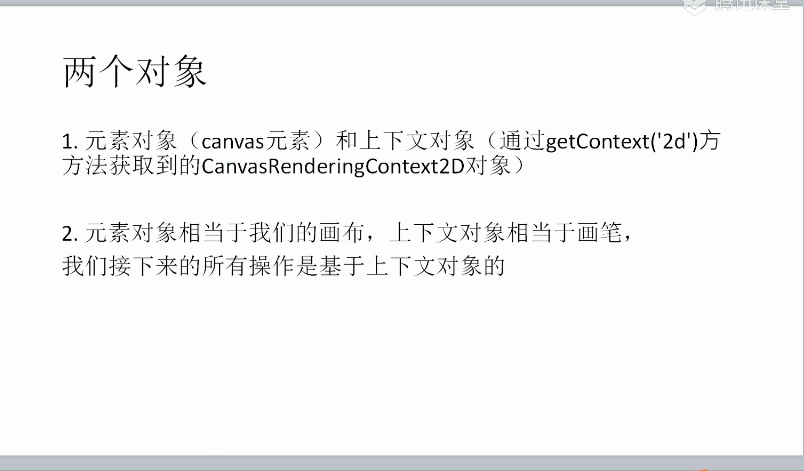 腾讯课堂
两个对象
1. 元素对象（canvas元素）和上下文对象（通过getContext('2d')方
方法获取到的CanvasRenderingContext2D对象）
2. 元素对象相当于我们的画布，上下文对象相当于画笔，
我们接下来的所有操作是基于上下文对象的